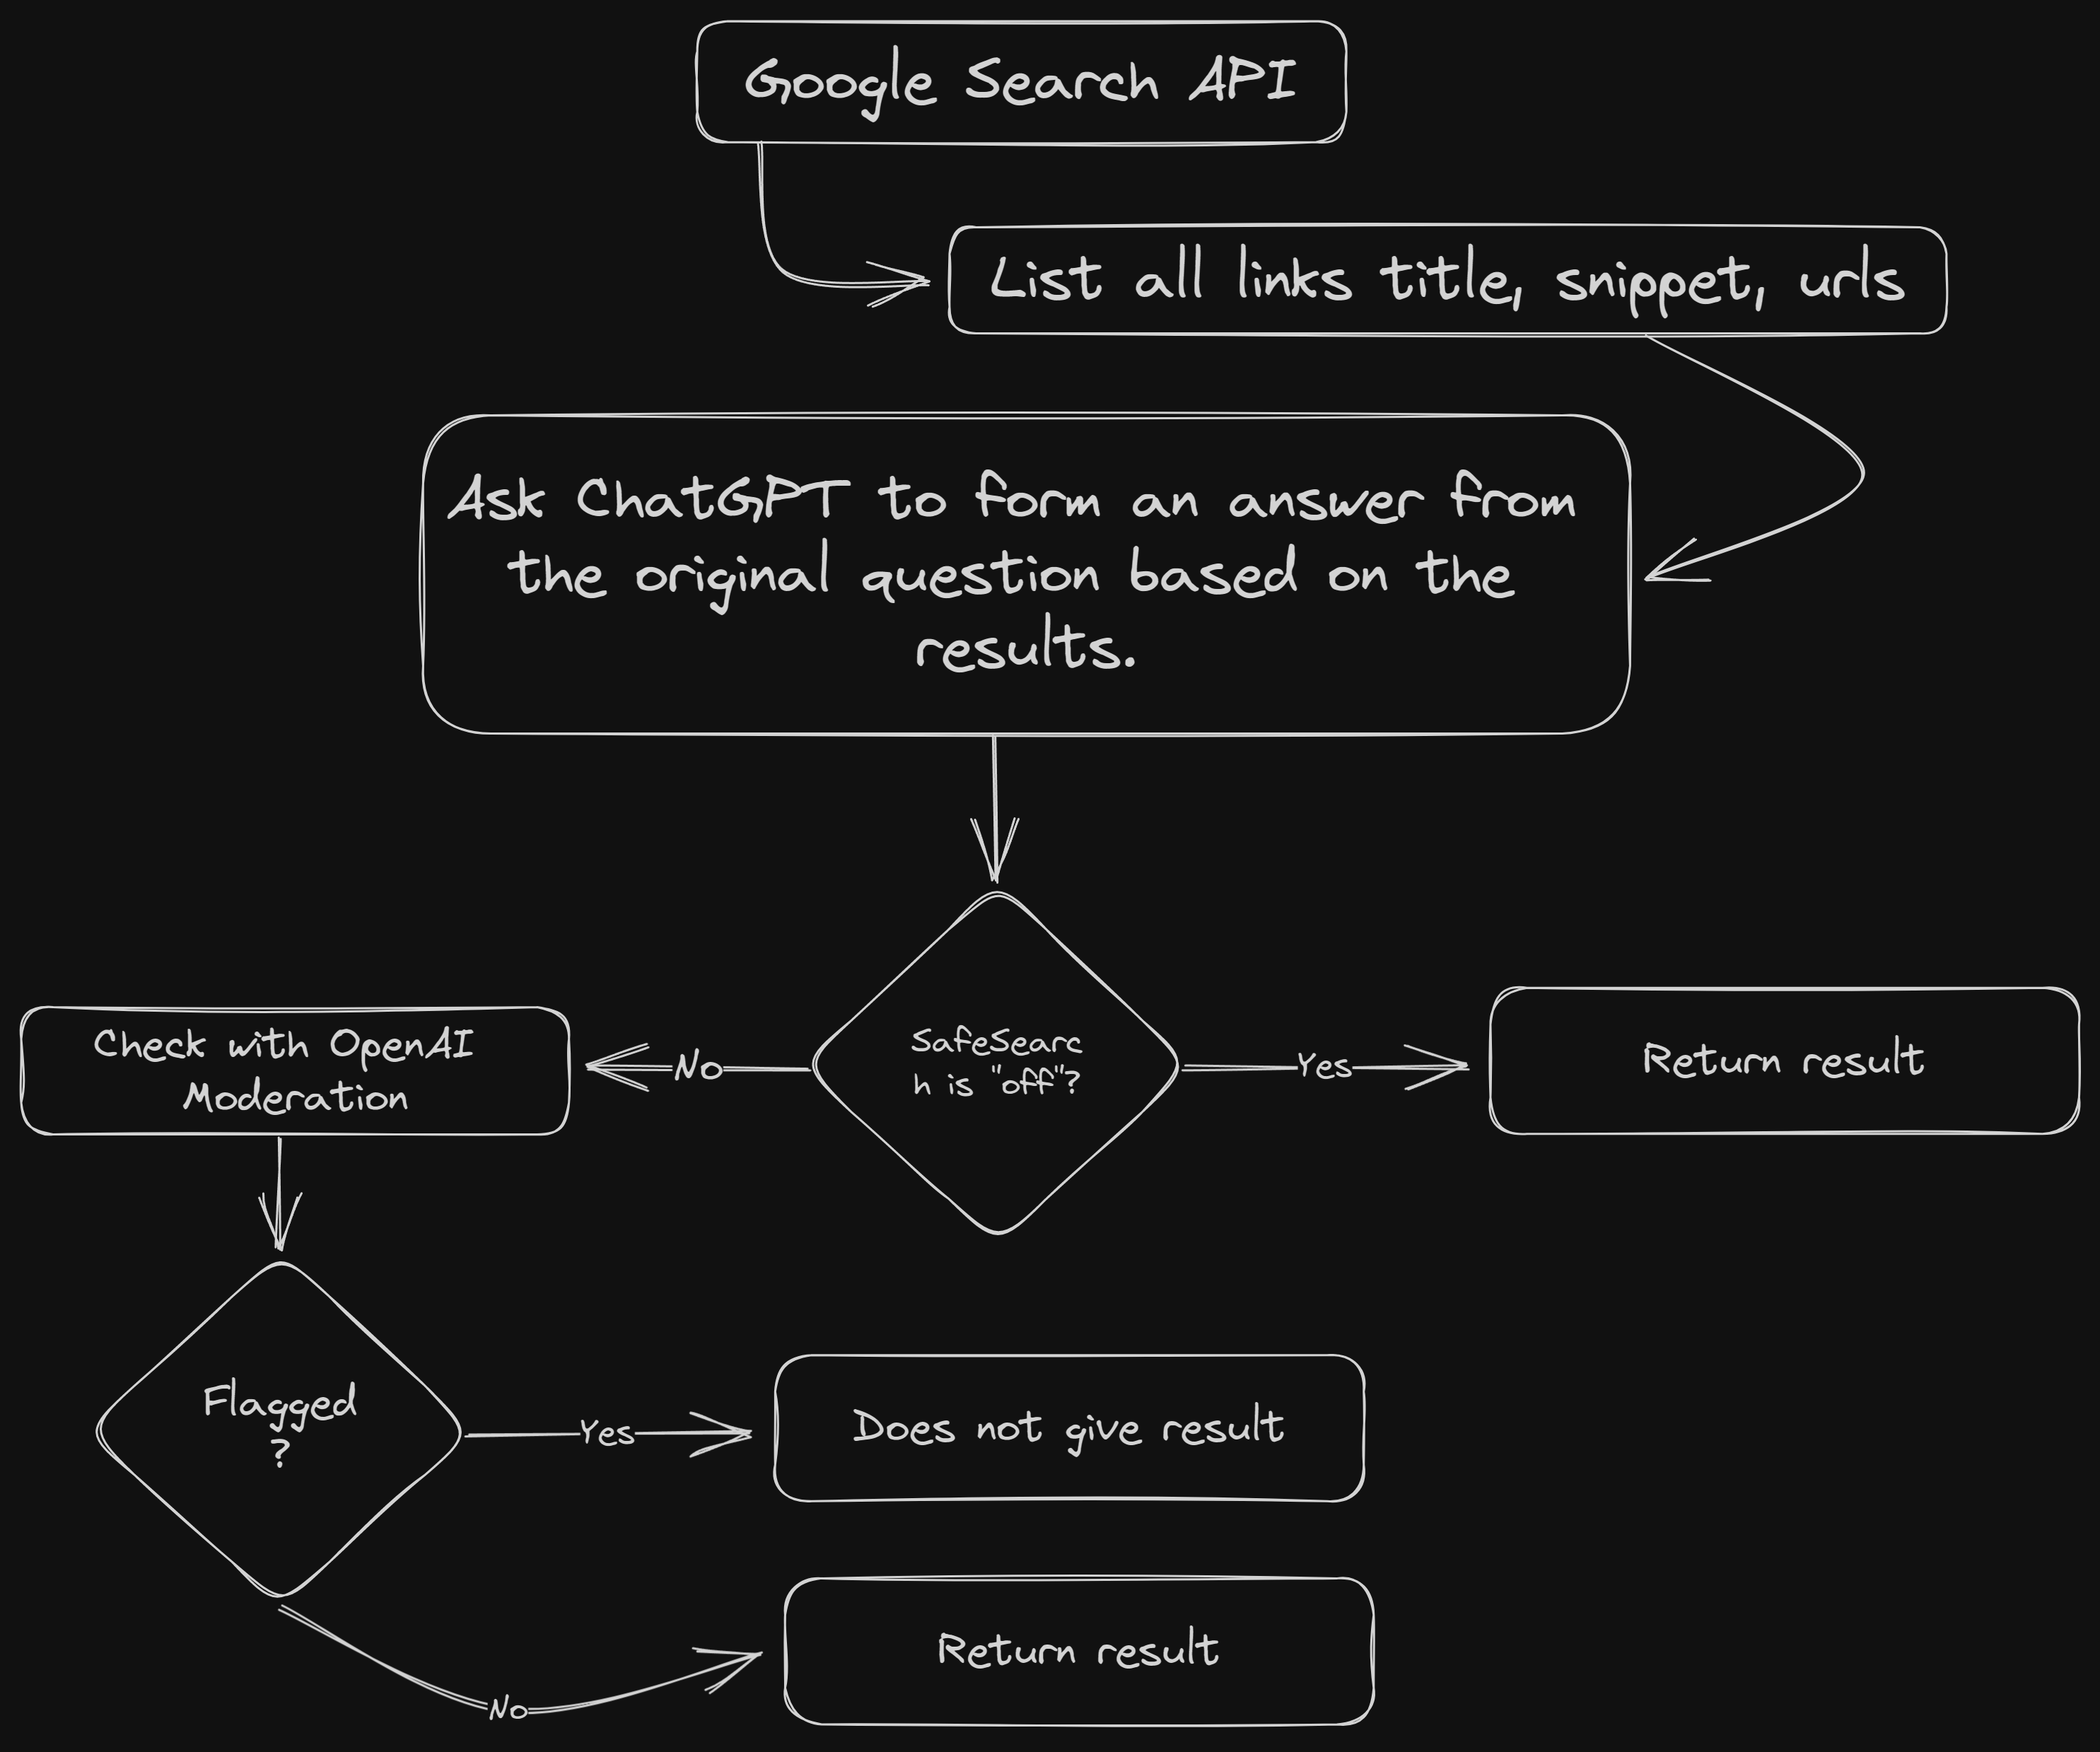 Google Search API
List all links title, snippet, urls
Ask ChatGPT to form an answer from
the original question based on the
results.
SafeSearc
h is "off"?
No
Yes
Check with OpenAI
Moderation
Return result
Flagged
?
Yes
Does not give result
No
Return result